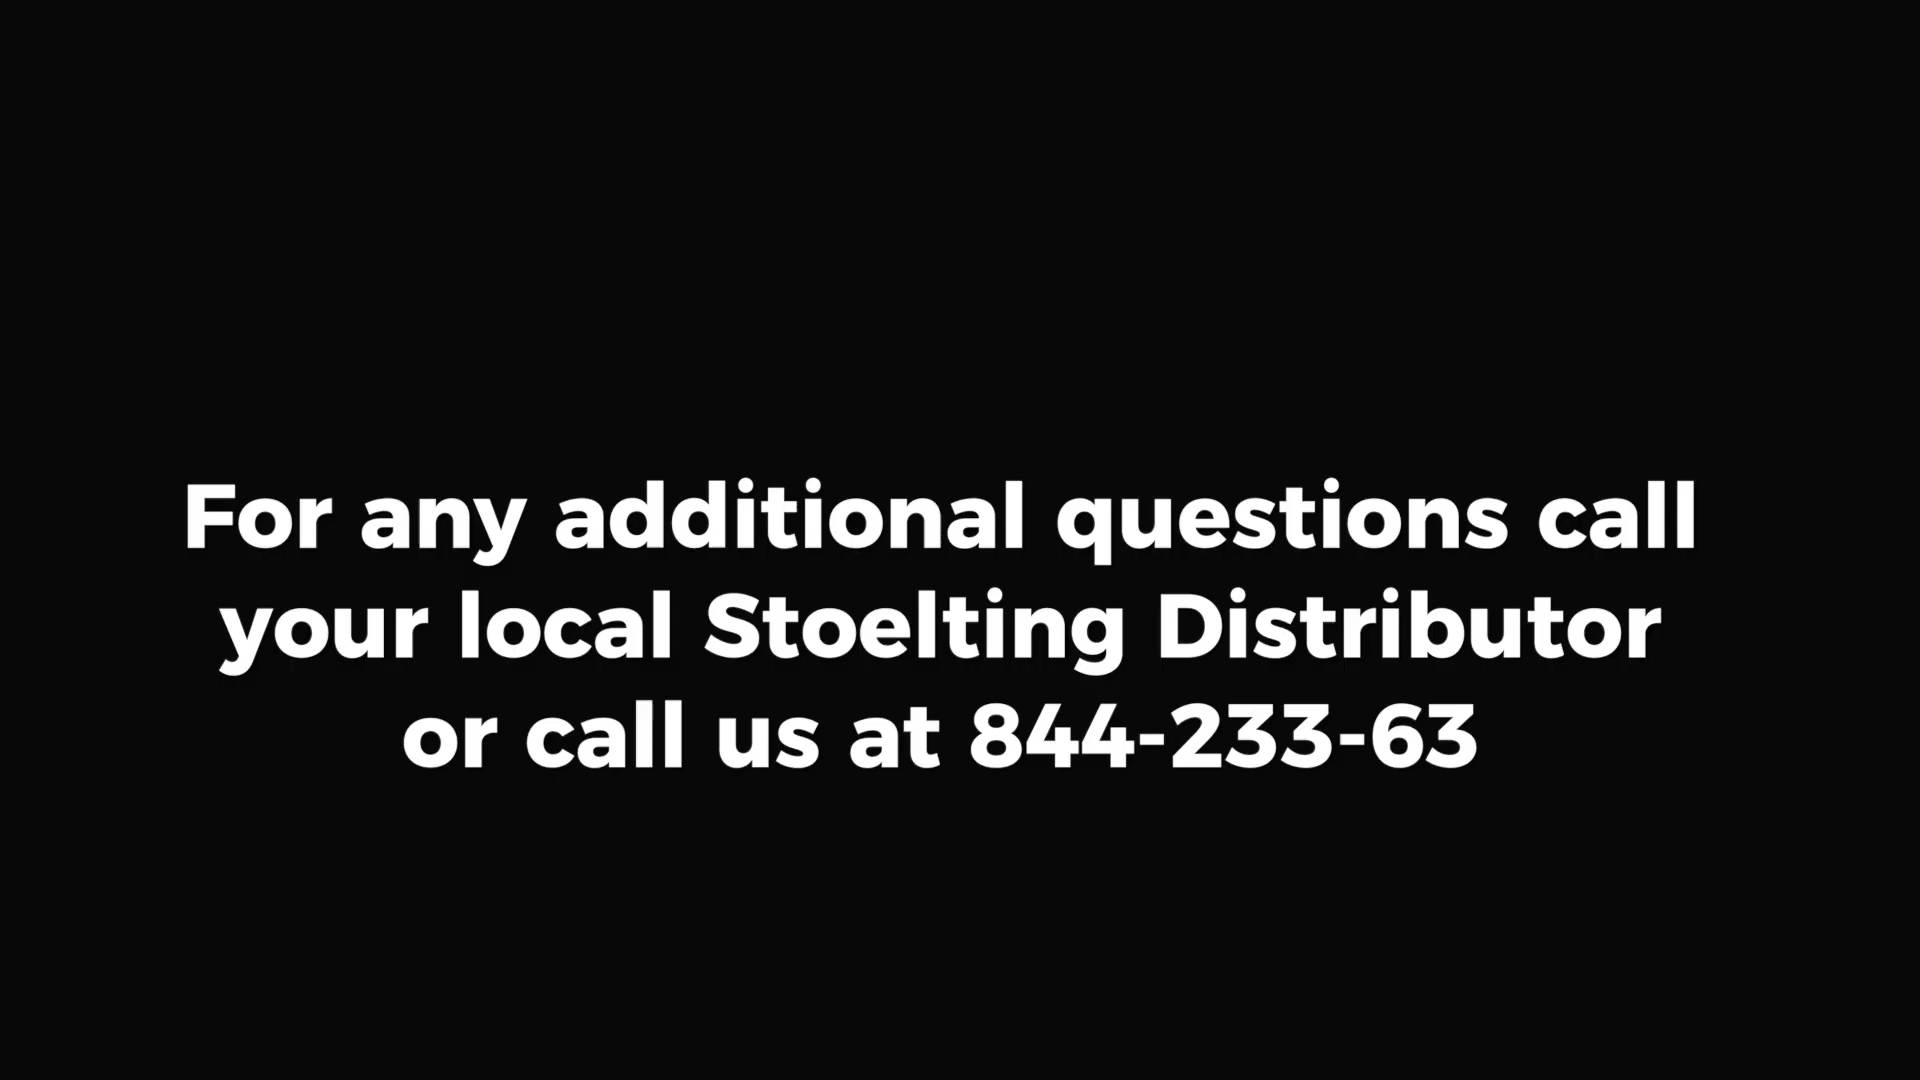 For any additional questions call
your local Stoelting Distributor
or call us at 844-233-63